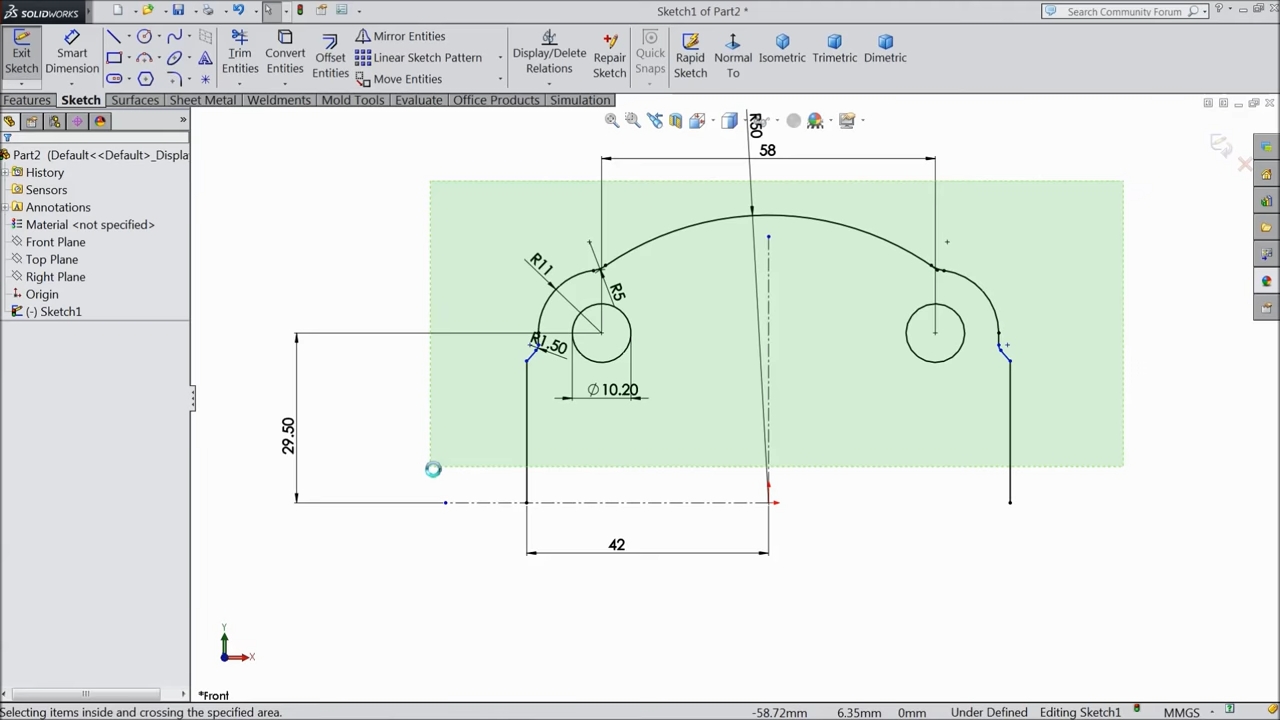 SOLIDWORKS
Sketch1 of Part2 *
Search Community Forum
Exit Sketch
Smart Dimension
Trim Entities
Convert Entities
Offset Entities
Mirror Entities
Linear Sketch Pattern
Move Entities
Display/Delete Relations
Repair Sketch
Quick Snaps
Rapid Sketch
Normal To
Isometric
Trimetric
Dimetric
Features
Sketch
Surfaces
Sheet Metal
Weldments
Mold Tools
Evaluate
Office Products
Simulation
Part2 (Default<<Default>_Displa
History
Sensors
Annotations
Material <not specified>
Front Plane
Top Plane
Right Plane
Origin
(-) Sketch1
R50
58
R11
R5
R1.50
Ø10.20
29.50
42
Y
X
*Front
Selecting items inside and crossing the specified area.
-58.72mm
6.35mm
0mm
Under Defined
Editing Sketch1
MMGS